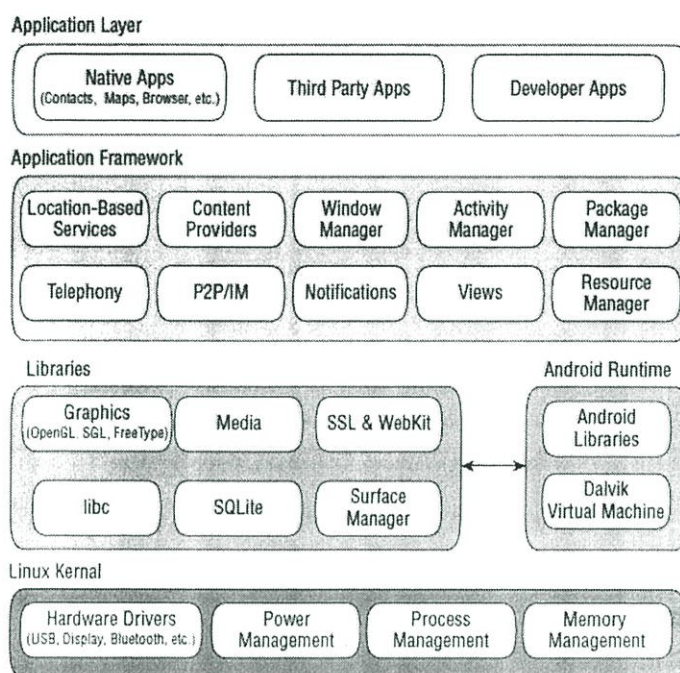 Application Layer
Native Apps
(Contacts, Maps, Browser, etc.)
Third Party Apps
Developer Apps
Application Framework
Location-Based
Services
Content
Providers
Window
Manager
Activity
Manager
Package
Manager
Telephony
P2P/IM
Notifications
Views
Resource
Manager
Libraries
Graphics
(OpenGL. SGL, FreeType)
Media
SSL & WebKit
libc
SQLite
Surface
Manager
Android Runtime
Android
Libraries
Dalvik
Virtual Machine
Linux Kernal
Hardware Drivers
(USB, Display, Bluetooth, etc.)
Power
Management
Process
Management
Memory
Management